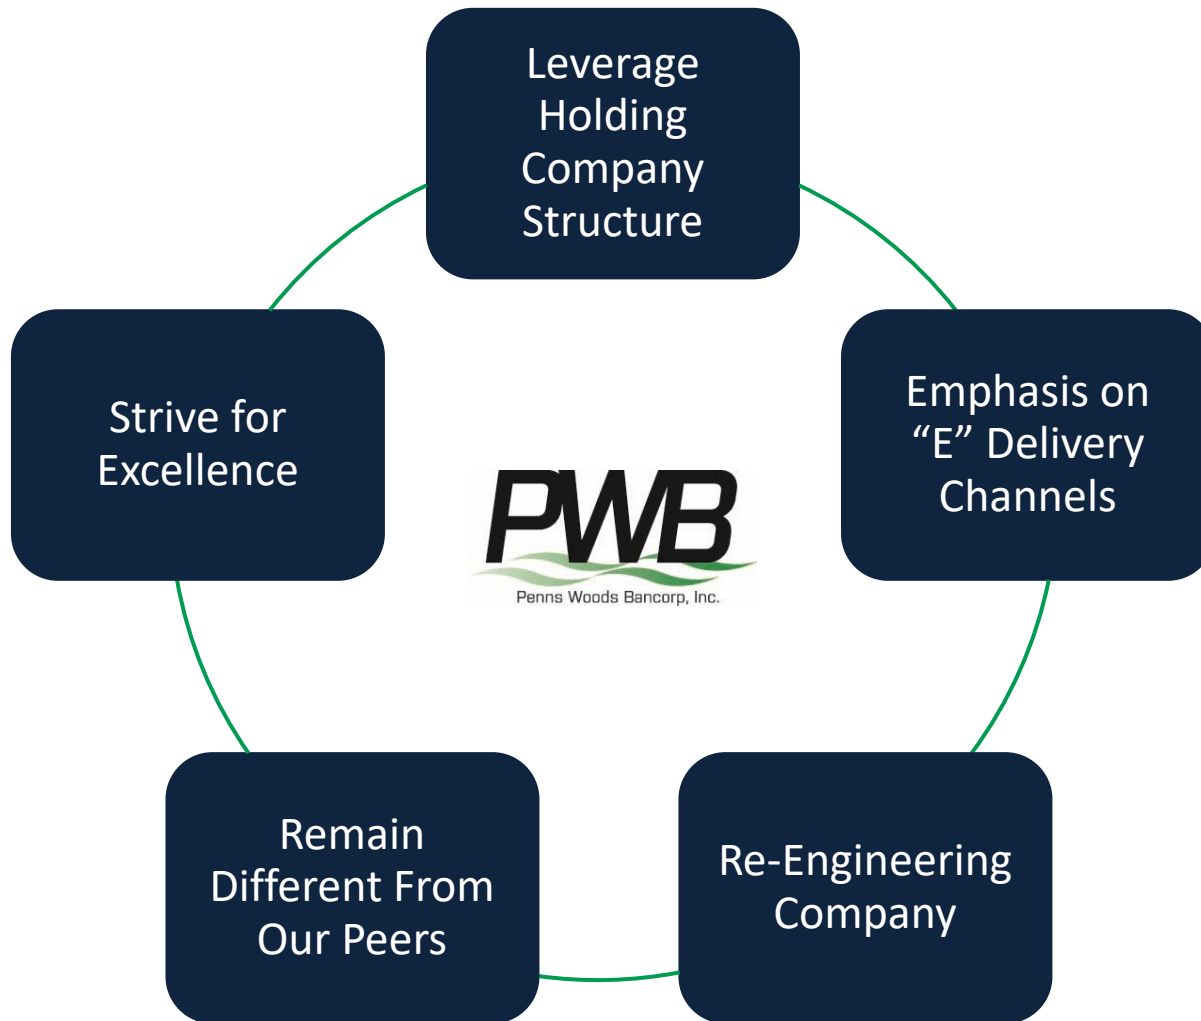 Leverage
Holding
Company
Structure
Emphasis on
“E” Delivery
Channels
Re-Engineering
Company
Remain
Different From
Our Peers
Strive for
Excellence
PWB
Penns Woods Bancorp, Inc.